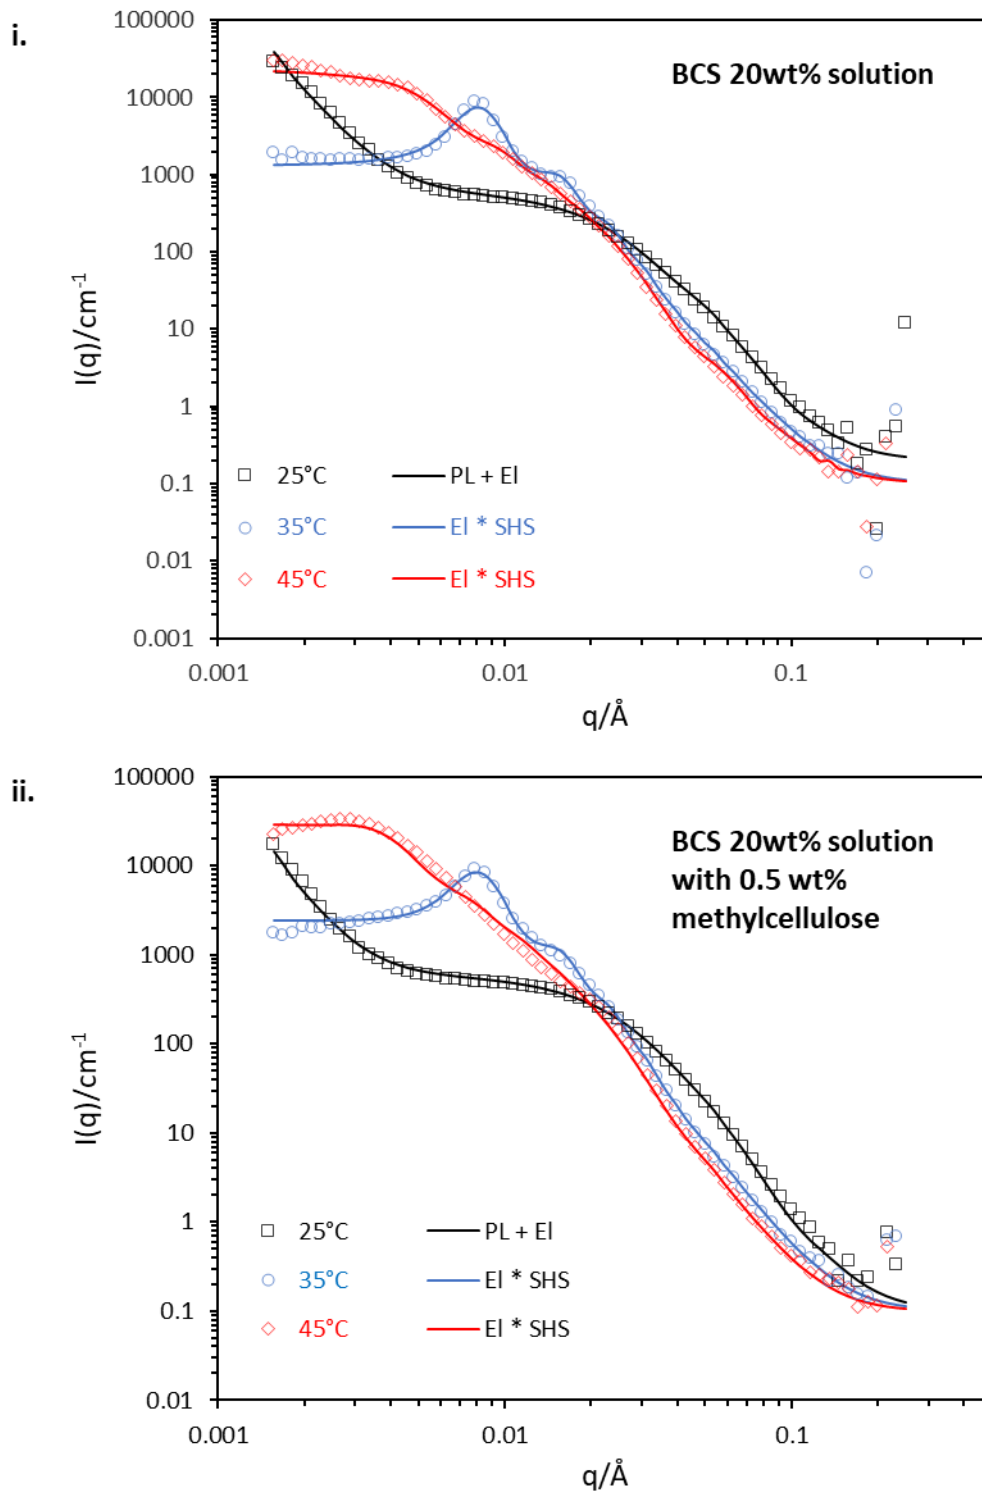 i.
BCS 20wt% solution
100000
10000
1000
100
10
1
0.1
0.01
0.001
I(q)/cm-1
25°C PL + El
35°C El * SHS
45°C El * SHS
0.001 0.01 0.1
q/Å
ii.
BCS 20wt% solution
with 0.5 wt%
methylcellulose
100000
10000
1000
100
10
1
0.1
0.01
I(q)/cm-1
25°C PL + El
35°C El * SHS
45°C El * SHS
0.001 0.01 0.1
q/Å